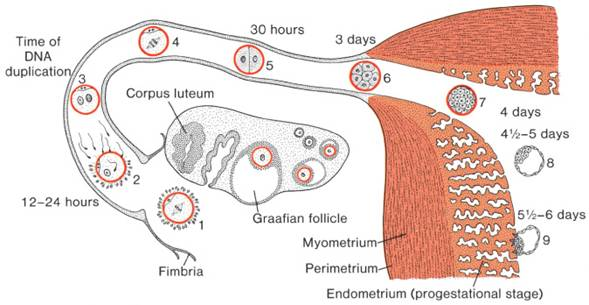 Time of
DNA
duplication
3
4
30 hours
5
3 days
6
7
4 days
4½–5 days
8
5½–6 days
9
Corpus luteum
2
12–24 hours
1
Graafian follicle
Fimbria
Myometrium
Perimetrium
Endometrium (progestational stage)